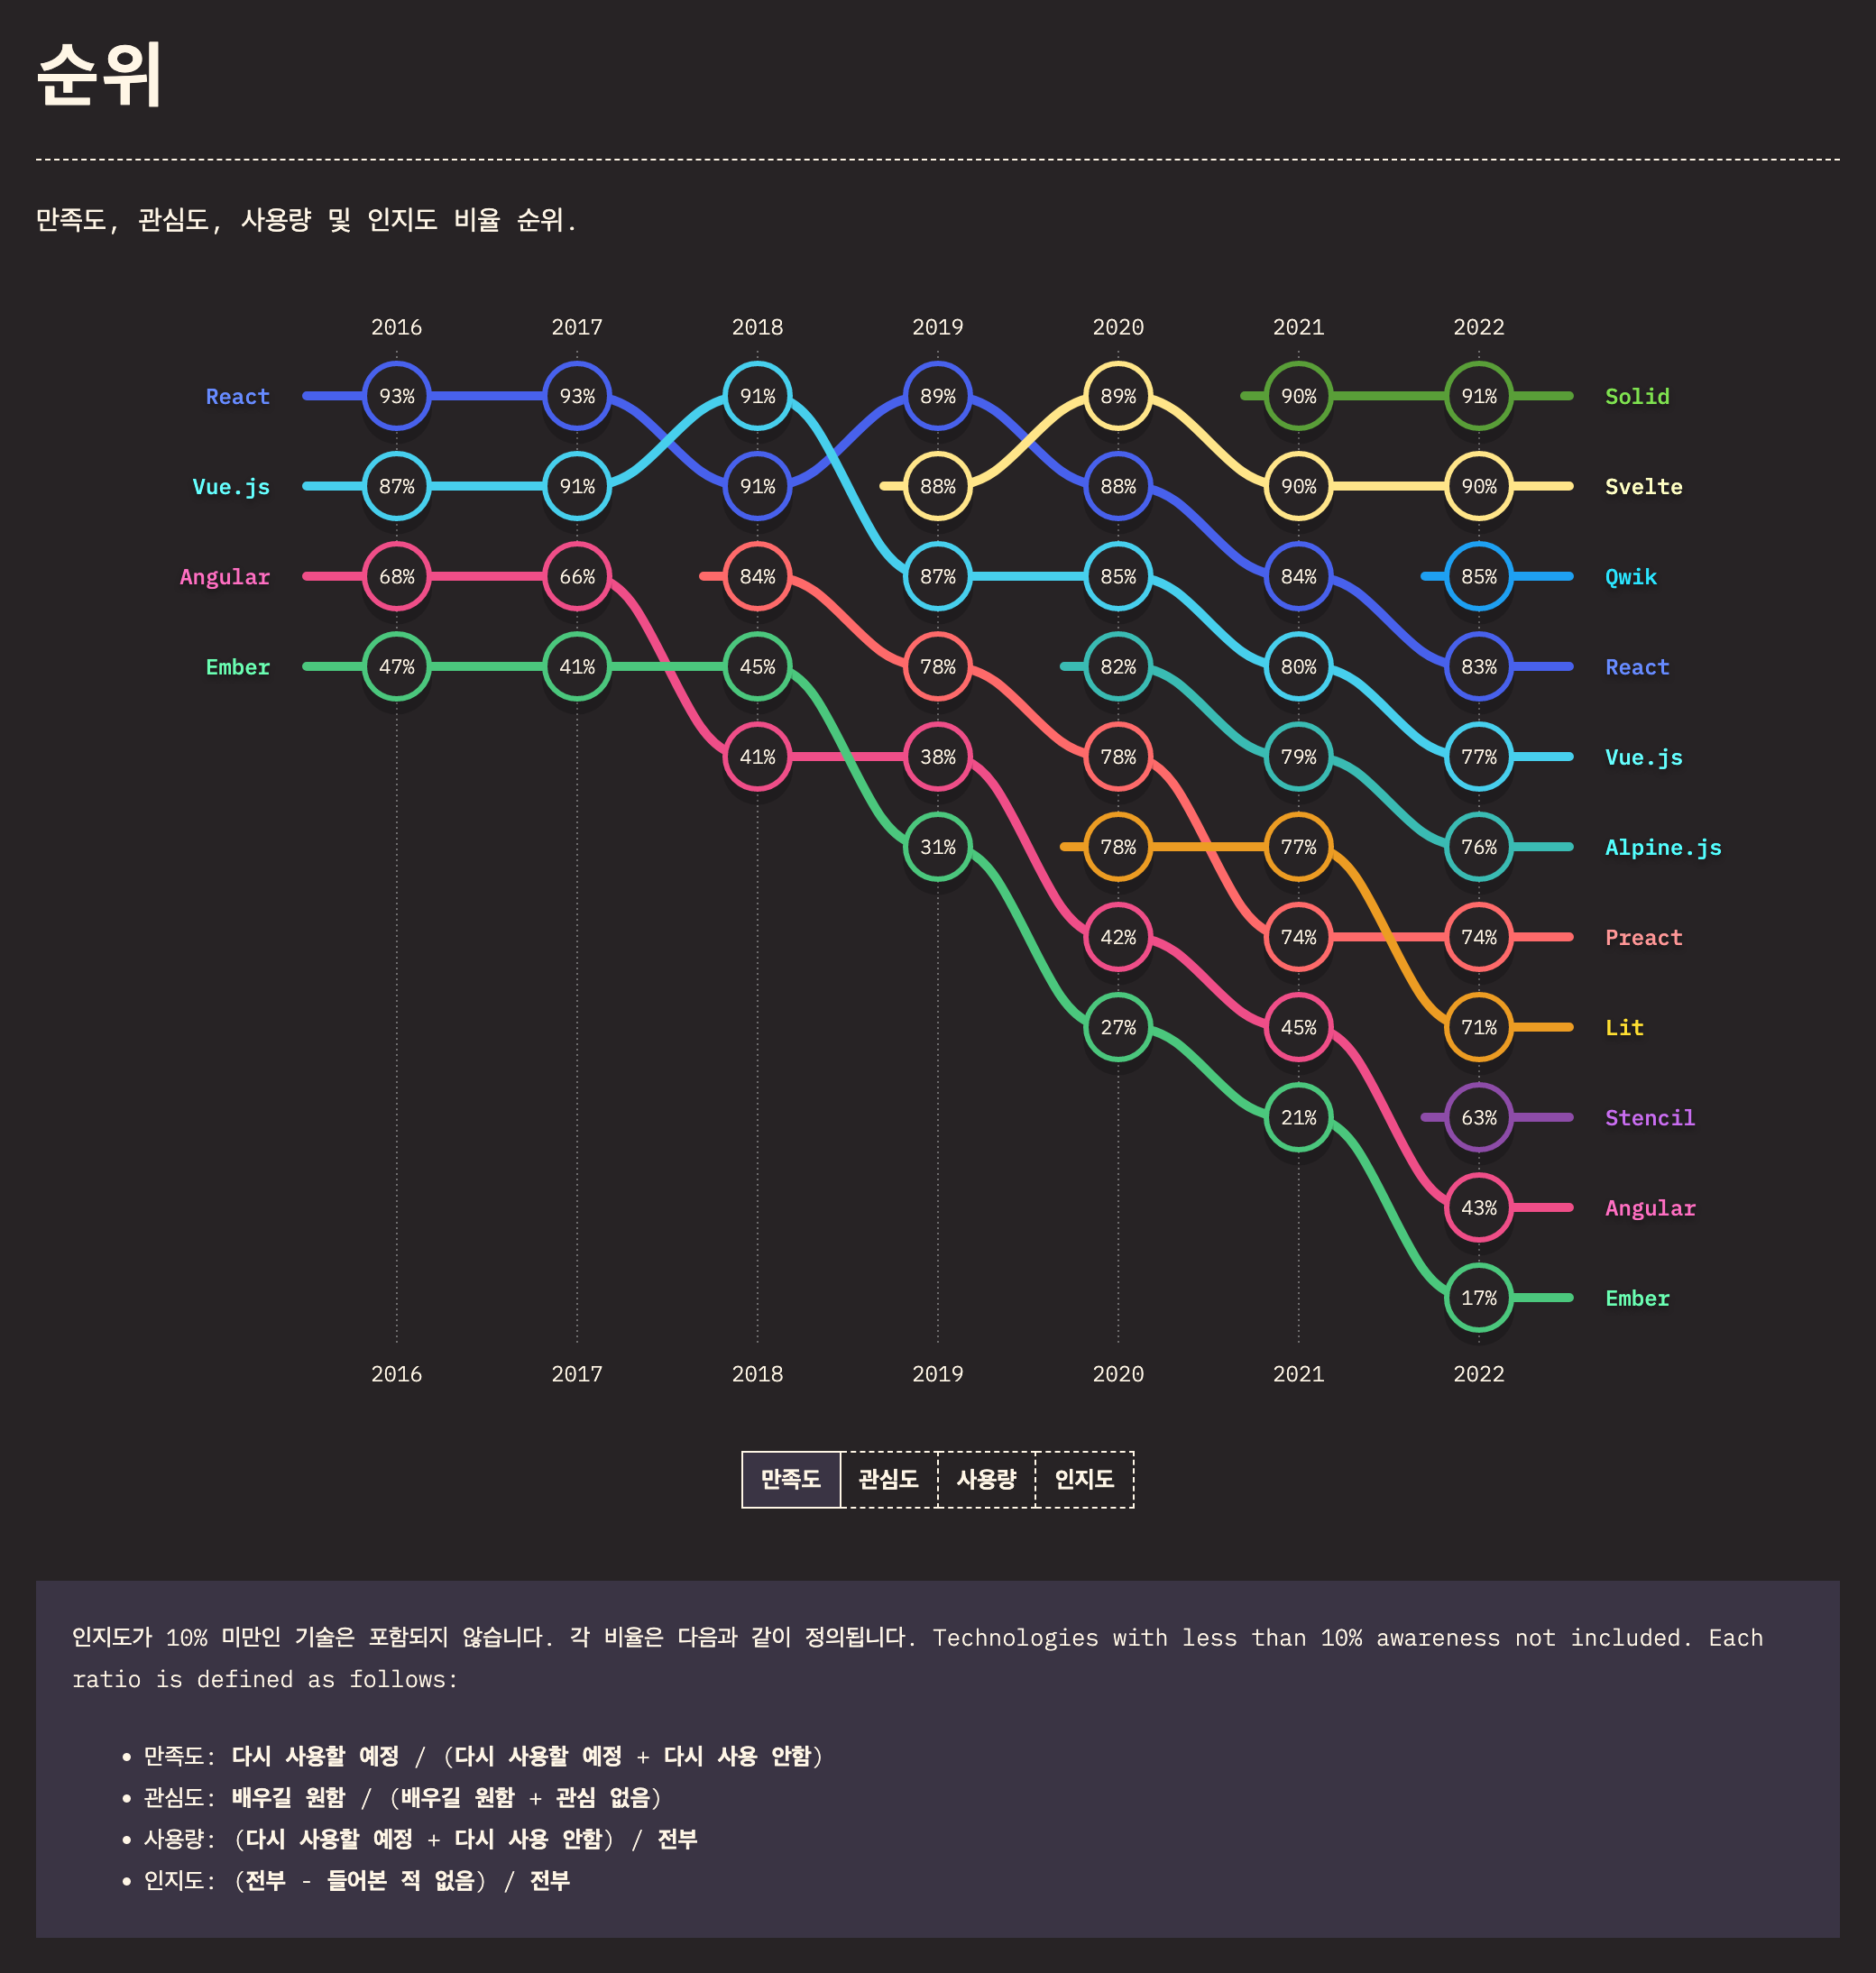 순위
만족도, 관심도, 사용량 및 인지도 비율 순위.
2016 2017 2018 2019 2020 2021 2022
React 93% 93% 91% 89% 89% 90% 91% Solid
Vue.js 87% 91% 91% 88% 88% 90% 90% Svelte
Angular 68% 66% 84% 87% 85% 84% 85% Qwik
Ember 47% 41% 45% 78% 82% 80% 83% React
41% 38% 78% 79% 77% Vue.js
31% 78% 77% 76% Alpine.js
42% 74% 74% Preact
27% 45% 71% Lit
21% 63% Stencil
43% Angular
17% Ember
2016 2017 2018 2019 2020 2021 2022
만족도 관심도 사용량 인지도
인지도가 10% 미만인 기술은 포함되지 않습니다. 각 비율은 다음과 같이 정의됩니다. Technologies with less than 10% awareness not included. Each
ratio is defined as follows:
• 만족도: 다시 사용할 예정 / (다시 사용할 예정 + 다시 사용 안함)
• 관심도: 배우길 원함 / (배우길 원함 + 관심 없음)
• 사용량: (다시 사용할 예정 + 다시 사용 안함) / 전부
• 인지도: (전부 - 들어본 적 없음) / 전부